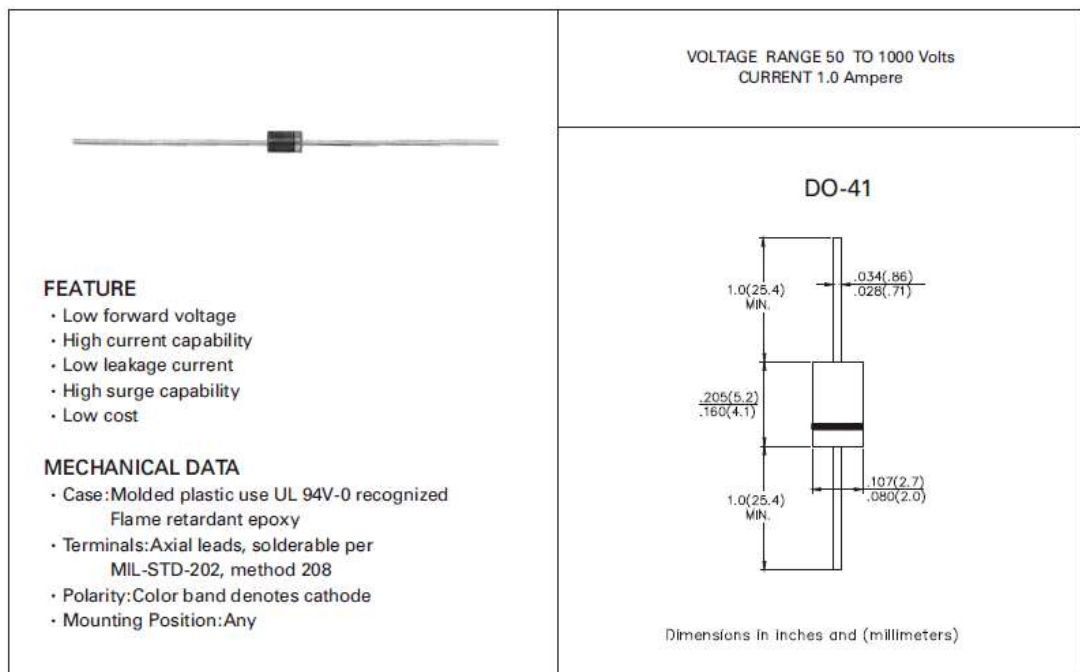 VOLTAGE RANGE 50 TO 1000 Volts
CURRENT 1.0 Ampere
FEATURE
· Low forward voltage
· High current capability
· Low leakage current
· High surge capability
· Low cost
MECHANICAL DATA
· Case:Molded plastic use UL 94V-0 recognized
Flame retardant epoxy
· Terminals:Axial leads, solderable per
MIL-STD-202, method 208
· Polarity:Color band denotes cathode
· Mounting Position:Any
DO-41
1.0(25.4)
MIN.
.034(.86)
.028(.71)
.205(5.2)
.160(4.1)
1.0(25.4)
MIN.
.107(2.7)
.080(2.0)
Dimensions in inches and (millimeters)